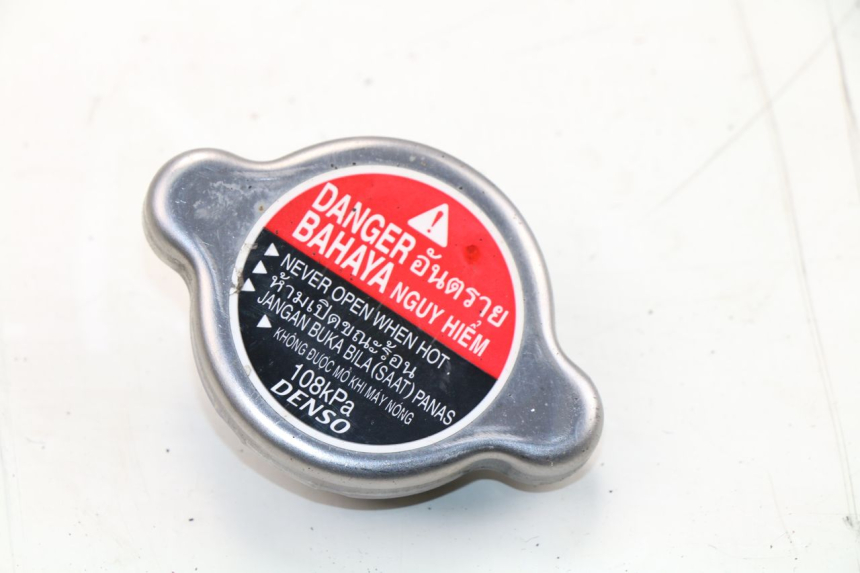 DANGER อันตราย
BAHAYA NGUY HIỂM
NEVER OPEN WHEN HOT
ห้ามเปิดขณะร้อน
JANGAN BUKA BILA (SAAT) PANAS
KHÔNG ĐƯỢC MỞ KHI MÁY NÓNG
108kPa
DENSO